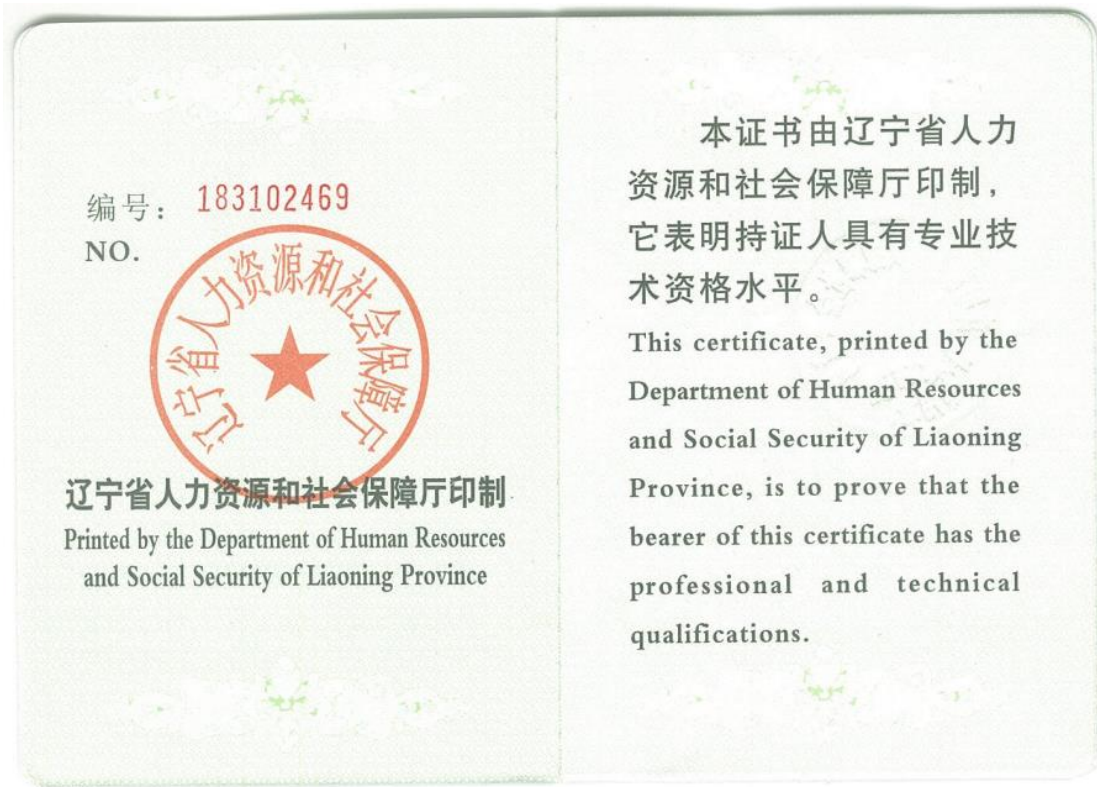 编号： 183102469
NO.
辽宁省人力资源和社会保障厅
辽宁省人力资源和社会保障厅印制
Printed by the Department of Human Resources
and Social Security of Liaoning Province
本证书由辽宁省人力
资源和社会保障厅印制，
它表明持证人具有专业技
术资格水平。
This certificate, printed by the
Department of Human Resources
and Social Security of Liaoning
Province, is to prove that the
bearer of this certificate has the
professional and technical
qualifications.